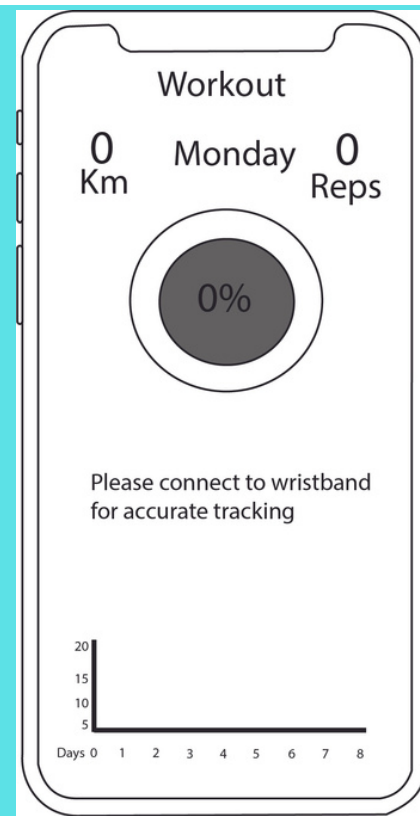 Workout
0 Monday 0
Km Reps
0%
Please connect to wristband
for accurate tracking
20
15
10
5
Days 0 1 2 3 4 5 6 7 8